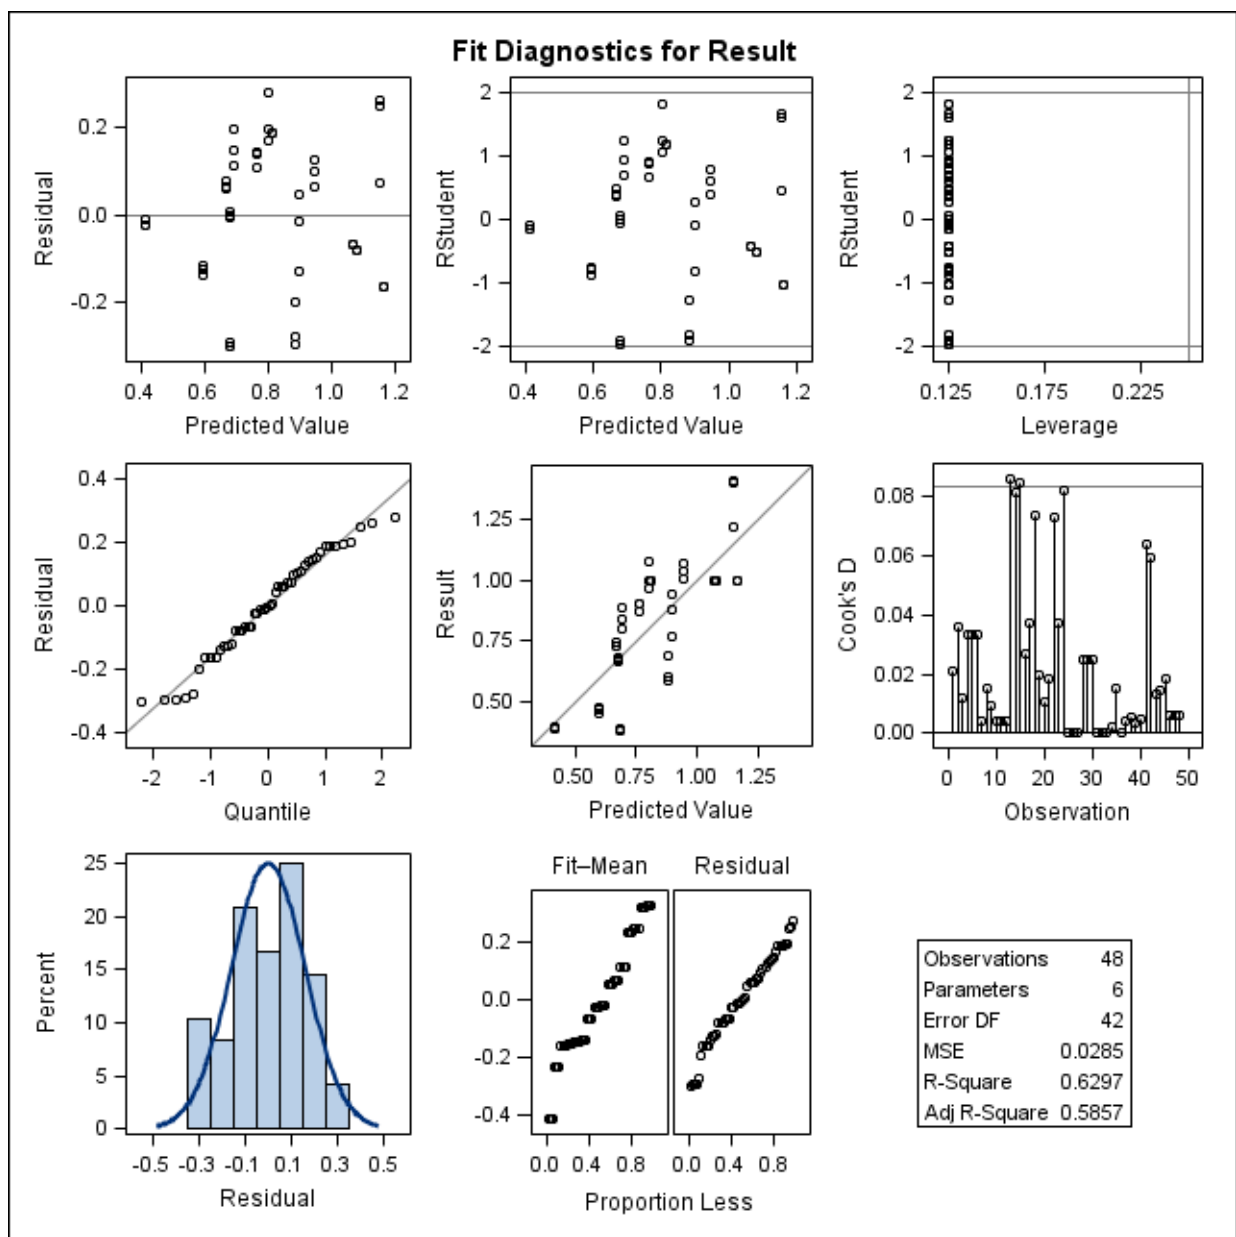 Fit Diagnostics for Result
Residual
0.2
0.0
-0.2
0.4 0.6 0.8 1.0 1.2
Predicted Value
RStudent
2
1
0
-1
-2
0.4 0.6 0.8 1.0 1.2
Predicted Value
RStudent
2
1
0
-1
-2
0.125 0.175 0.225
Leverage
Residual
0.4
0.2
0.0
-0.2
-0.4
-2 -1 0 1 2
Quantile
Result
1.25
1.00
0.75
0.50
0.50 0.75 1.00 1.25
Predicted Value
Cook's D
0.08
0.06
0.04
0.02
0.00
0 10 20 30 40 50
Observation
Percent
25
20
15
10
5
0
-0.5 -0.3 -0.1 0.1 0.3 0.5
Residual
Fit–Mean Residual
0.2
0.0
-0.2
-0.4
0.0 0.4 0.8 0.0 0.4 0.8
Proportion Less
Observations 48
Parameters 6
Error DF 42
MSE 0.0285
R-Square 0.6297
Adj R-Square 0.5857